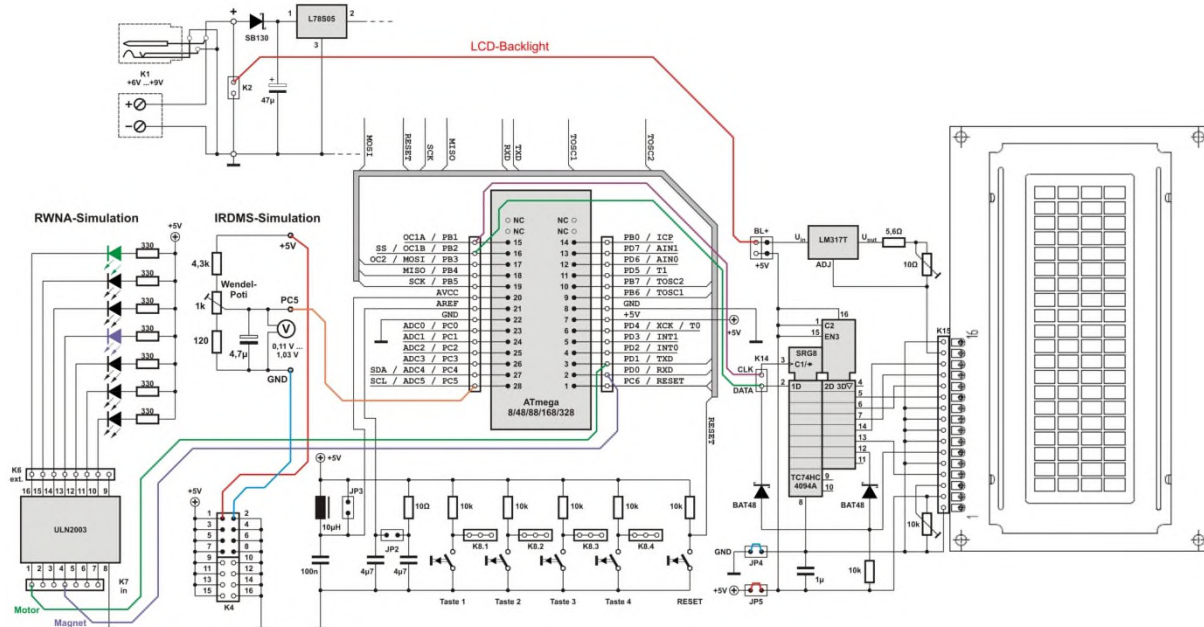 K1
+6V ...+9V
+
−
+
K2
SB130
47µ
+
1
L78S05
2
3
LCD-Backlight
MOSI
RESET
SCK
MISO
RXD
TXD
TOSC1
TOSC2
RWNA-Simulation
+5V
330
330
330
330
330
330
330
K6
ext.
16 15 14 13 12 11 10 9
ULN2003
1 2 3 4 5 6 7 8
K7
in
Motor
Magnet
IRDMS-Simulation
+5V
4,3k
Wendel-
Poti
1k
PC5
120
4,7µ
V
0,11 V ...
1,03 V
GND
+5V
1 2
3 4
5 6
7 8
9 10
11 12
13 14
15 16
K4
NC NC
NC NC
OC1A / PB1 15 14 PB0 / ICP
SS / OC1B / PB2 16 13 PD7 / AIN1
OC2 / MOSI / PB3 17 12 PD6 / AIN0
MISO / PB4 18 11 PD5 / T1
SCK / PB5 19 10 PB7 / TOSC2
AVCC 20 9 PB6 / TOSC1
AREF 21 8 GND
GND 22 7 +5V
ADC0 / PC0 23 6 PD4 / XCK / T0
ADC1 / PC1 24 5 PD3 / INT1
ADC2 / PC2 25 4 PD2 / INT0
ADC3 / PC3 26 3 PD1 / TXD
SDA / ADC4 / PC4 27 2 PD0 / RXD
SCL / ADC5 / PC5 28 1 PC6 / RESET
ATmega
8/48/88/168/328
+5V
RESET
+5V
10µH
JP3
100n
4µ7
JP2
10Ω
4µ7
10k
K8.1
10k
K8.2
10k
K8.3
10k
K8.4
10k
Taste 1
Taste 2
Taste 3
Taste 4
RESET
BL+
+5V
Uin
LM317T
Uout
ADJ
5,6Ω
10Ω
K14
CLK
DATA
3
2
1
15
16
C2
EN3
SRG8
C1/→
1D
2D 3D▽
4
5
6
7
14
13
12
11
TC74HC
4094A
9
10
8
BAT48
BAT48
K15
16
1
10k
10k
1µ
GND
JP4
+5V
JP5